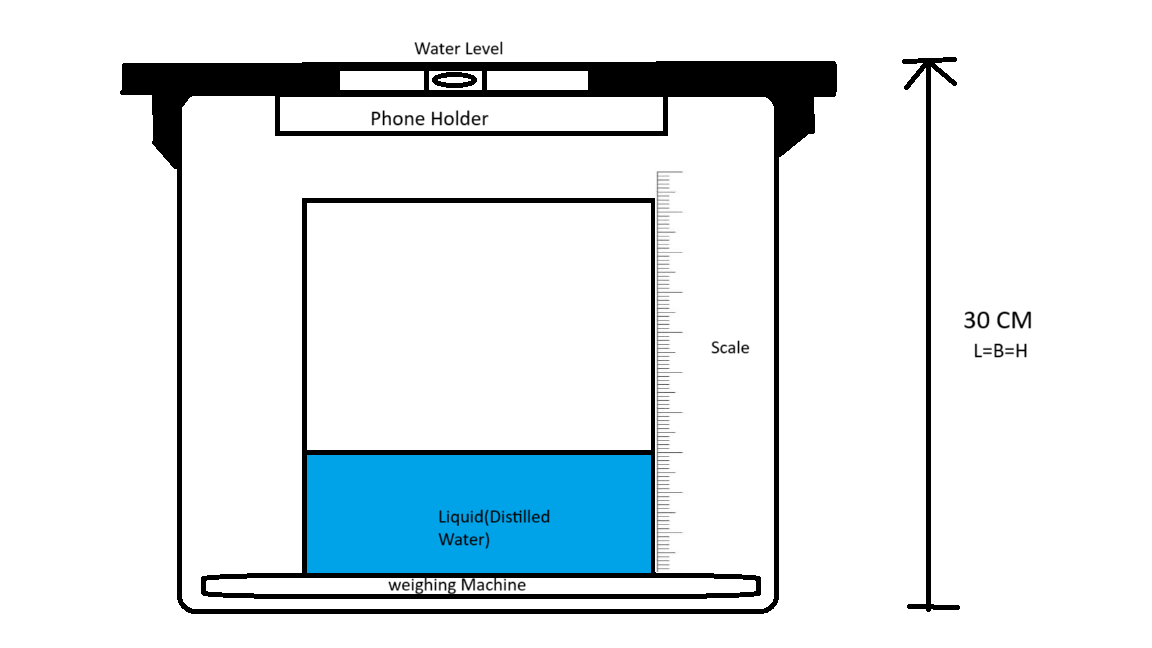 Water Level
Phone Holder
30 CM
L=B=H
Scale
Liquid(Distilled
Water)
weighing Machine